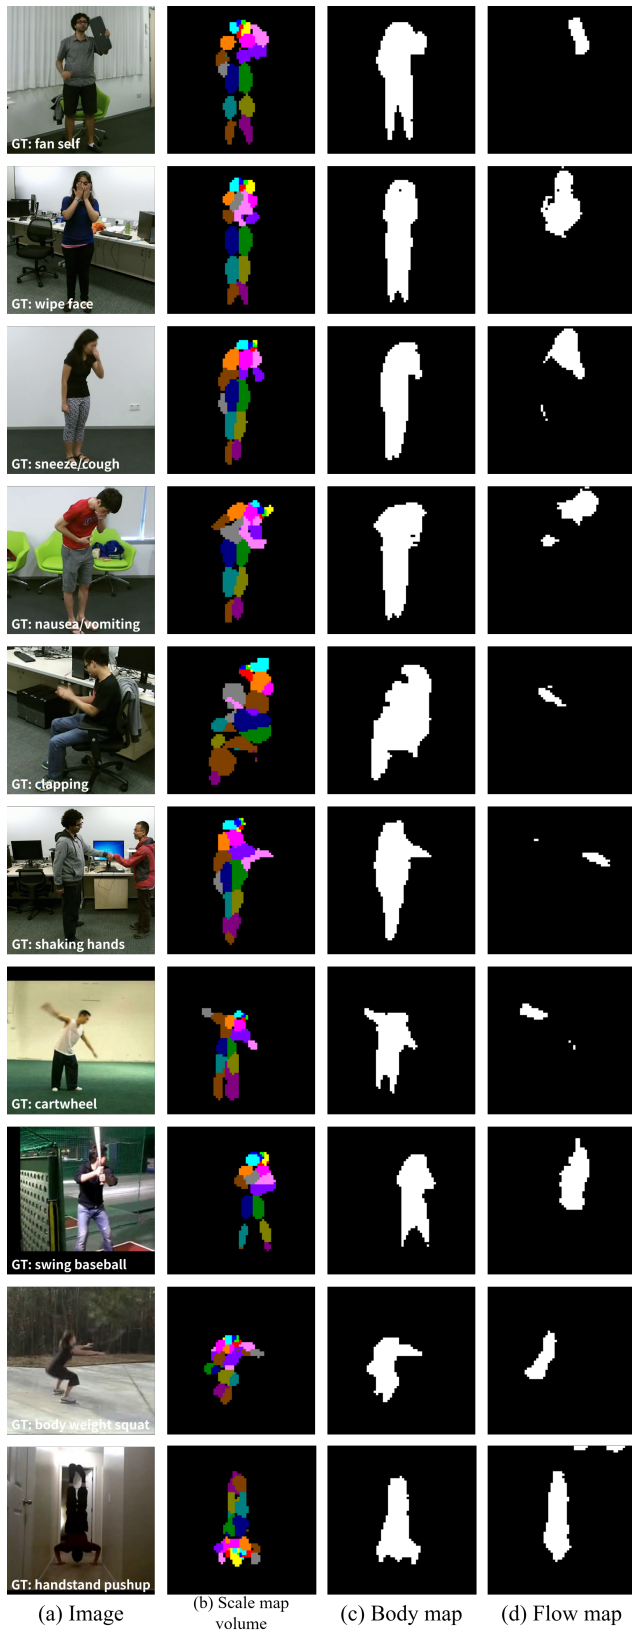 GT: fan self
GT: wipe face
GT: sneeze/cough
GT: nausea/vomiting
GT: clapping
GT: shaking hands
GT: cartwheel
GT: swing baseball
GT: body weight squat
GT: handstand pushup
(a) Image
(b) Scale map
volume
(c) Body map
(d) Flow map